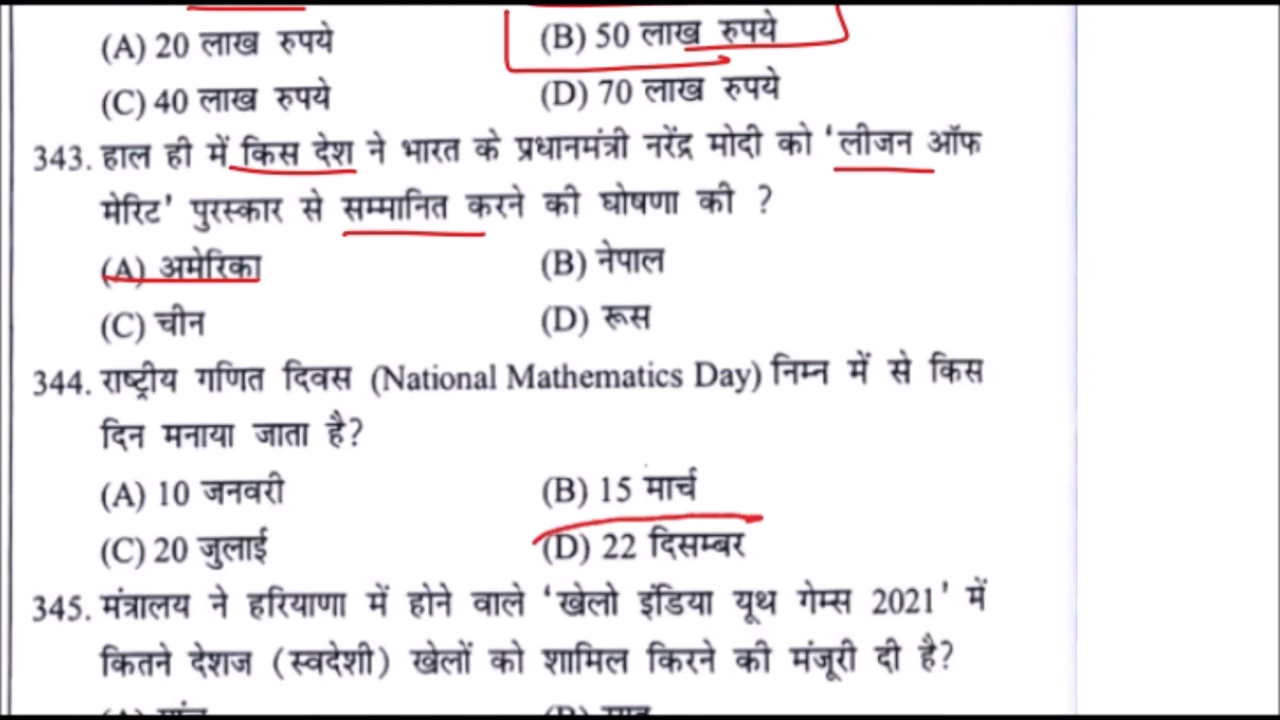 (A) 20 लाख रुपये (B) 50 लाख रुपये
(C) 40 लाख रुपये (D) 70 लाख रुपये
343. हाल ही में किस देश ने भारत के प्रधानमंत्री नरेंद्र मोदी को ‘लीजन ऑफ
मेरिट’ पुरस्कार से सम्मानित करने की घोषणा की ?
(A) अमेरिका (B) नेपाल
(C) चीन (D) रूस
344. राष्ट्रीय गणित दिवस (National Mathematics Day) निम्न में से किस
दिन मनाया जाता है?
(A) 10 जनवरी (B) 15 मार्च
(C) 20 जुलाई (D) 22 दिसम्बर
345. मंत्रालय ने हरियाणा में होने वाले ‘खेलो इंडिया यूथ गेम्स 2021’ में
कितने देशज (स्वदेशी) खेलों को शामिल किरने की मंजूरी दी है?